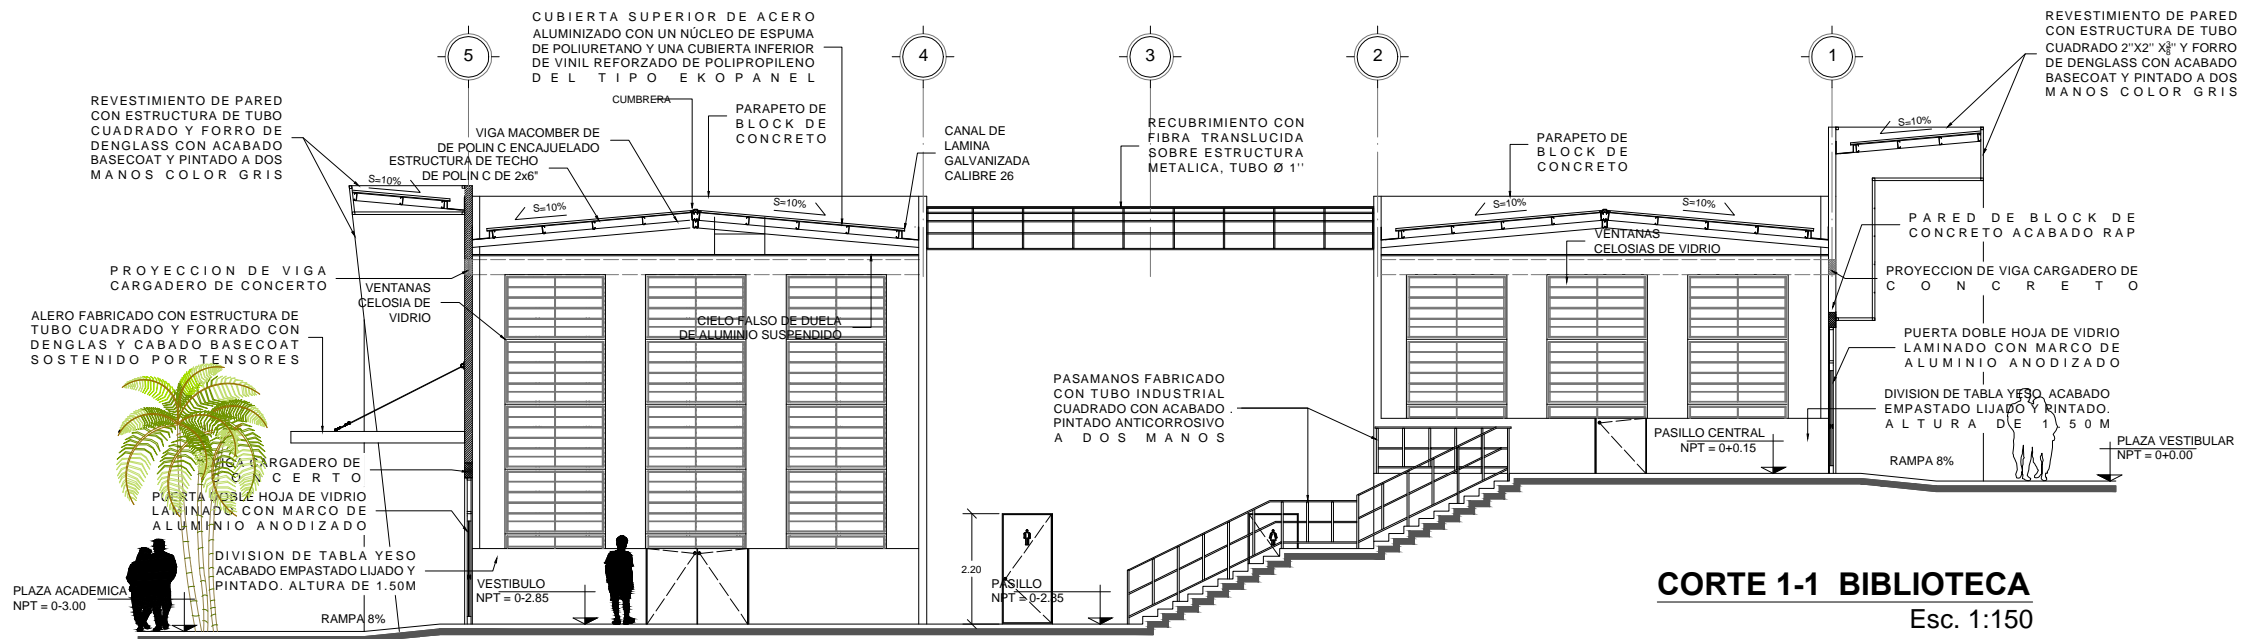 CUBIERTA SUPERIOR DE ACERO
ALUMINIZADO CON UN NÚCLEO DE ESPUMA
DE POLIURETANO Y UNA CUBIERTA INFERIOR
DE VINIL REFORZADO DE POLIPROPILENO
DEL TIPO EKOPANEL
5
4
3
2
1
REVESTIMIENTO DE PARED
CON ESTRUCTURA DE TUBO
CUADRADO 2"X2" X3/8" Y FORRO
DE DENGLASS CON ACABADO
BASECOAT Y PINTADO A DOS
MANOS COLOR GRIS
REVESTIMIENTO DE PARED
CON ESTRUCTURA DE TUBO
CUADRADO Y FORRO DE
DENGLASS CON ACABADO
BASECOAT Y PINTADO A DOS
MANOS COLOR GRIS
CUMBRERA
VIGA MACOMBER DE
DE POLIN C ENCAJUELADO
ESTRUCTURA DE TECHO
DE POLIN C DE 2x6"
PARAPETO DE
BLOCK DE
CONCRETO
CANAL DE
LAMINA
GALVANIZADA
CALIBRE 26
RECUBRIMIENTO CON
FIBRA TRANSLUCIDA
SOBRE ESTRUCTURA
METALICA, TUBO Ø 1''
PARAPETO DE
BLOCK DE
CONCRETO
S=10%
S=10%
S=10%
S=10%
S=10%
S=10%
VENTANAS
CELOSIAS DE VIDRIO
PARED DE BLOCK DE
CONCRETO ACABADO RAP
PROYECCION DE VIGA
CARGADERO DE CONCERTO
PROYECCION DE VIGA CARGADERO DE
CONCRETO
VENTANAS
CELOSIA DE
VIDRIO
ALERO FABRICADO CON ESTRUCTURA DE
TUBO CUADRADO Y FORRADO CON
DENGLAS Y CABADO BASECOAT
SOSTENIDO POR TENSORES
CIELO FALSO DE DUELA
DE ALUMINIO SUSPENDIDO
PUERTA DOBLE HOJA DE VIDRIO
LAMINADO CON MARCO DE
ALUMINIO ANODIZADO
PASAMANOS FABRICADO
CON TUBO INDUSTRIAL
CUADRADO CON ACABADO .
PINTADO ANTICORROSIVO
A DOS MANOS
DIVISION DE TABLA YESO ACABADO
EMPASTADO LIJADO Y PINTADO.
ALTURA DE 1.50M
PASILLO CENTRAL
NPT = 0+0.15
PLAZA VESTIBULAR
NPT = 0+0.00
RAMPA 8%
VIGA CARGADERO DE
CONCERTO
PUERTA DOBLE HOJA DE VIDRIO
LAMINADO CON MARCO DE
ALUMINIO ANODIZADO
DIVISION DE TABLA YESO
ACABADO EMPASTADO LIJADO Y
PINTADO. ALTURA DE 1.50M
2.20
PLAZA ACADEMICA
NPT = 0-3.00
RAMPA 8%
VESTIBULO
NPT = 0-2.85
PASILLO
NPT = 0-2.85
CORTE 1-1 BIBLIOTECA
Esc. 1:150